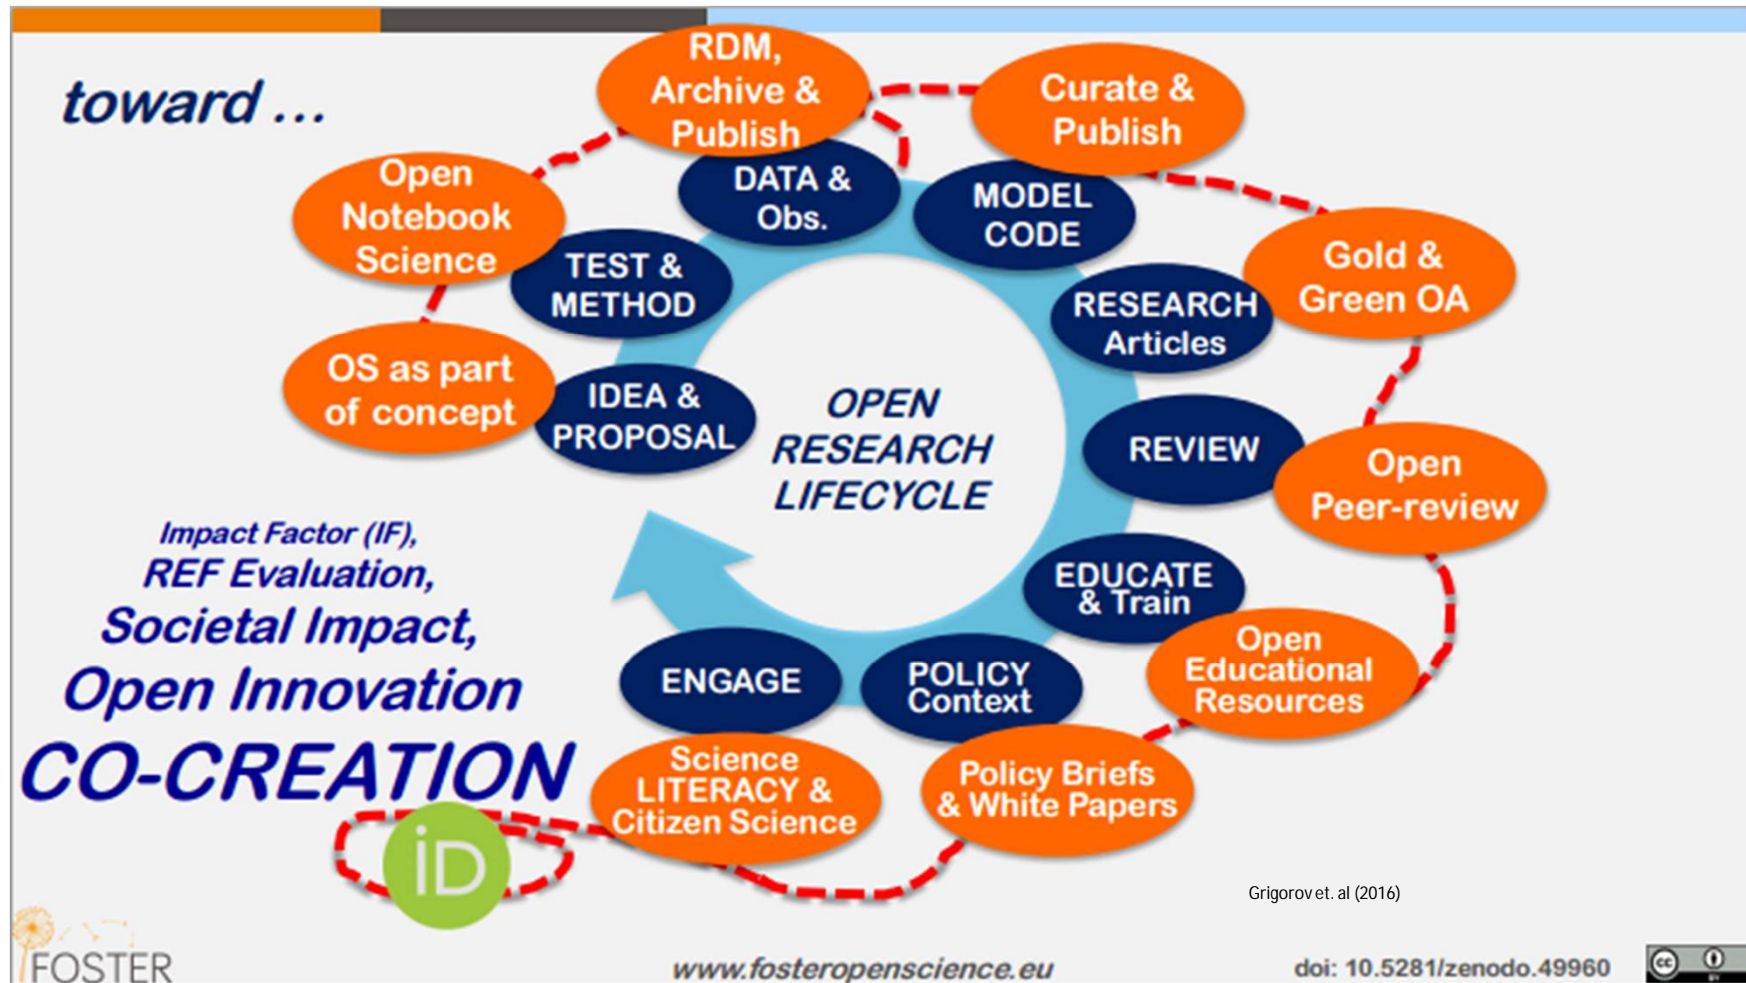 toward ...
RDM,
Archive &
Publish
Curate &
Publish
Open
Notebook
Science
DATA &
Obs.
MODEL
CODE
Gold &
Green OA
TEST &
METHOD
RESEARCH
Articles
OS as part
of concept
IDEA &
PROPOSAL
OPEN
RESEARCH
LIFECYCLE
REVIEW
Open
Peer-review
Impact Factor (IF),
REF Evaluation,
Societal Impact,
Open Innovation
CO-CREATION
EDUCATE
& Train
Open
Educational
Resources
ENGAGE
POLICY
Context
Science
LITERACY &
Citizen Science
Policy Briefs
& White Papers
iD
Grigorov et. al (2016)
FOSTER
www.fosteropenscience.eu
doi: 10.5281/zenodo.49960
cc
BY